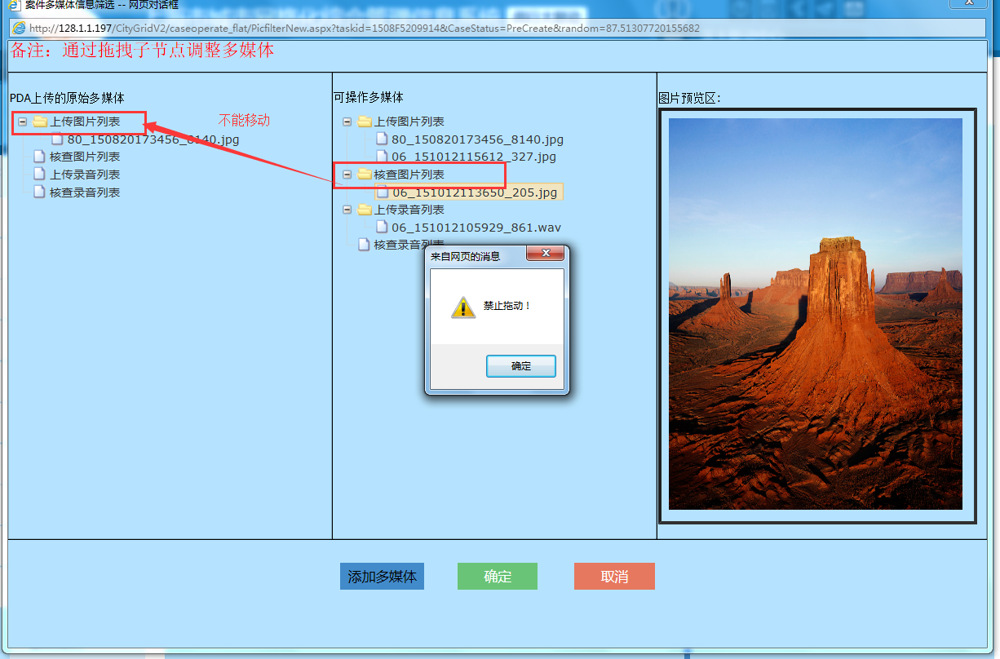 案件多媒体信息筛选 -- 网页对话框
http://128.1.1.197/CityGridV2/caseoperate_flat/PicfilterNew.aspx?taskid=1508F5209914&CaseStatus=PreCreate&random=87.51307720155682
备注：通过拖拽子节点调整多媒体
PDA上传的原始多媒体
上传图片列表
不能移动
80_150820173456_8140.jpg
核查图片列表
上传录音列表
核查录音列表
可操作多媒体
上传图片列表
80_150820173456_8140.jpg
06_151012115612_327.jpg
核查图片列表
06_151012113650_205.jpg
上传录音列表
06_151012105929_861.wav
核查录音列表
来自网页的消息
禁止拖动！
确定
图片预览区：
添加多媒体
确定
取消